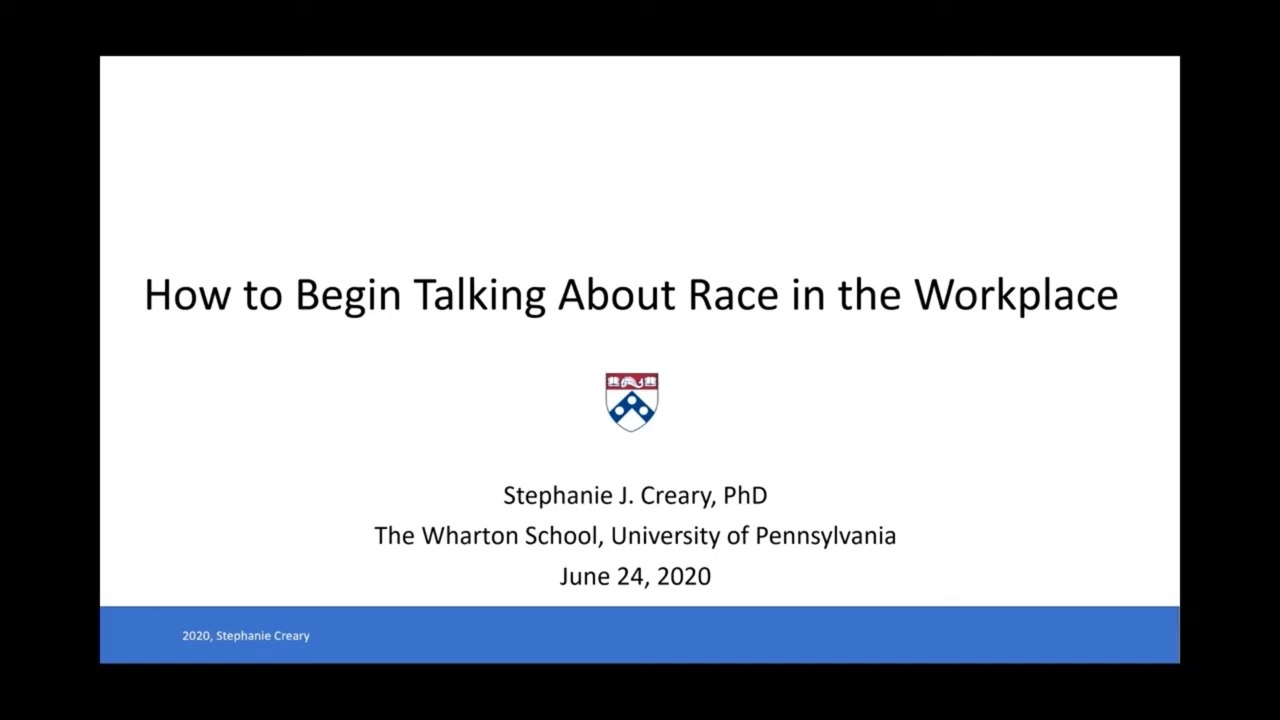 How to Begin Talking About Race in the Workplace
Stephanie J. Creary, PhD
The Wharton School, University of Pennsylvania
June 24, 2020
2020, Stephanie Creary